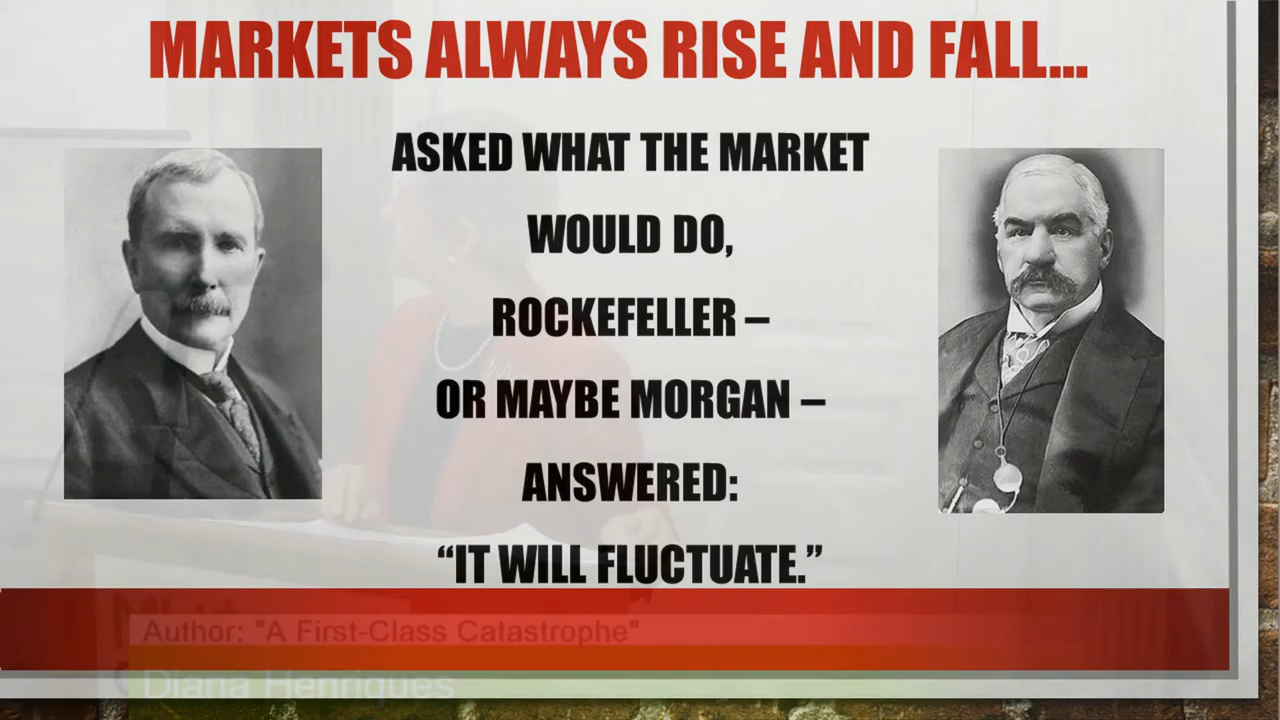 MARKETS ALWAYS RISE AND FALL...
ASKED WHAT THE MARKET
WOULD DO,
ROCKEFELLER –
OR MAYBE MORGAN –
ANSWERED:
“IT WILL FLUCTUATE.”
Author: "A First-Class Catastrophe"
Diana Henriques